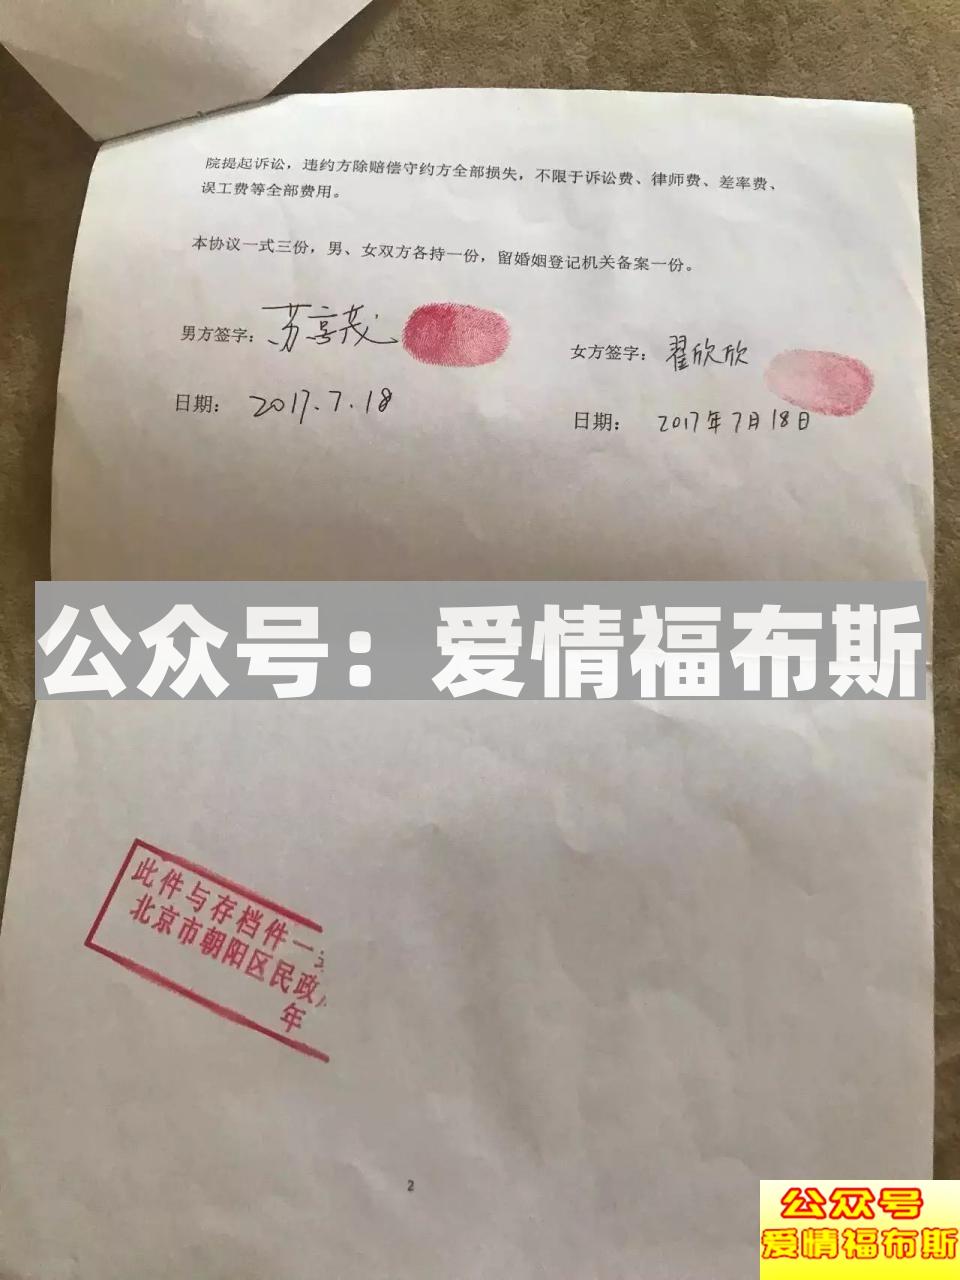 院提起诉讼，违约方除赔偿守约方全部损失，不限于诉讼费、律师费、差率费、
误工费等全部费用。
本协议一式三份，男、女双方各持一份，留婚姻登记机关备案一份。
男方签字：苏享茂
女方签字：翟欣欣
日期： 2017.7.18
日期： 2017年7月18日
公众号：爱情福布斯
此件与存档件一
北京市朝阳区民政
年
2
公众号
爱情福布斯